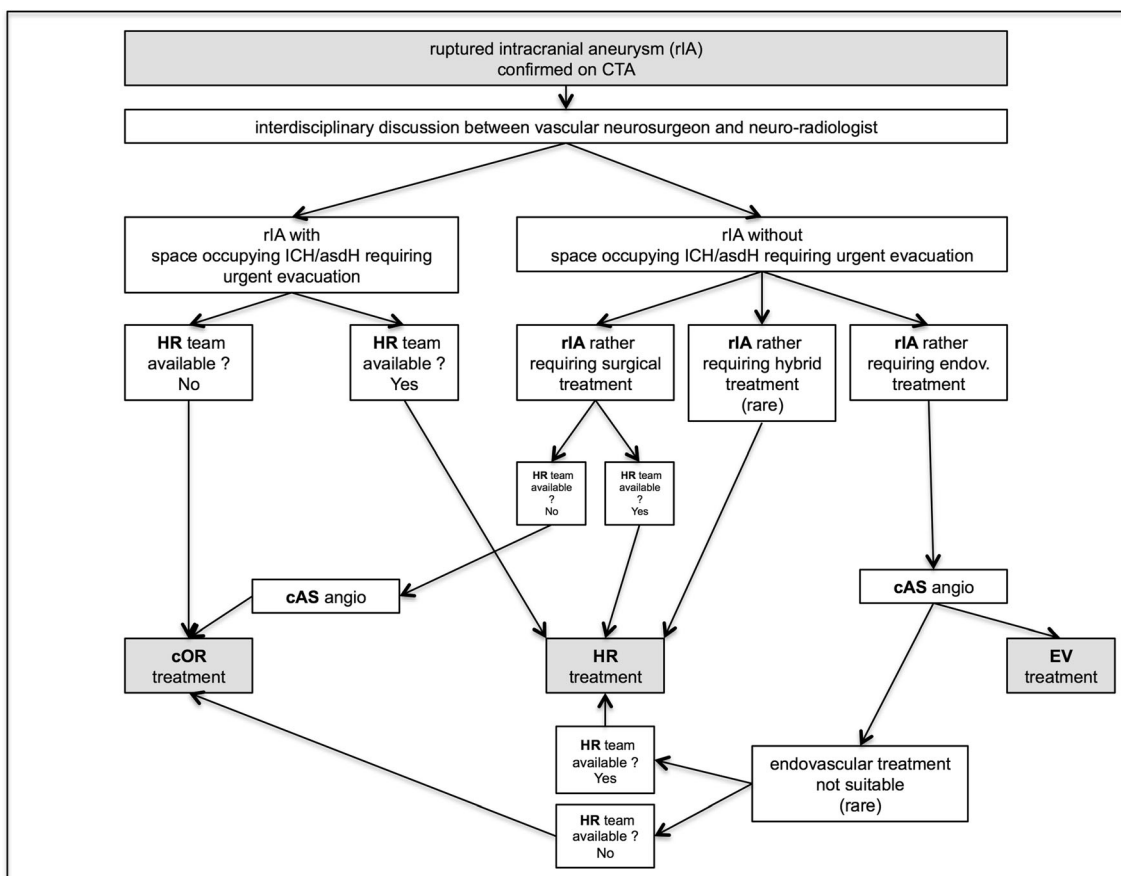 ruptured intracranial aneurysm (rIA)
confirmed on CTA
interdisciplinary discussion between vascular neurosurgeon and neuro-radiologist
rIA with
space occupying ICH/asdH requiring
urgent evacuation
rIA without
space occupying ICH/asdH requiring urgent evacuation
HR team
available ?
No
HR team
available ?
Yes
rIA rather
requiring surgical
treatment
rIA rather
requiring hybrid
treatment
(rare)
rIA rather
requiring endov.
treatment
HR team
available
?
No
HR team
available
?
Yes
cAS angio
cAS angio
cOR
treatment
HR
treatment
EV
treatment
HR team
available ?
Yes
endovascular treatment
not suitable
(rare)
HR team
available ?
No